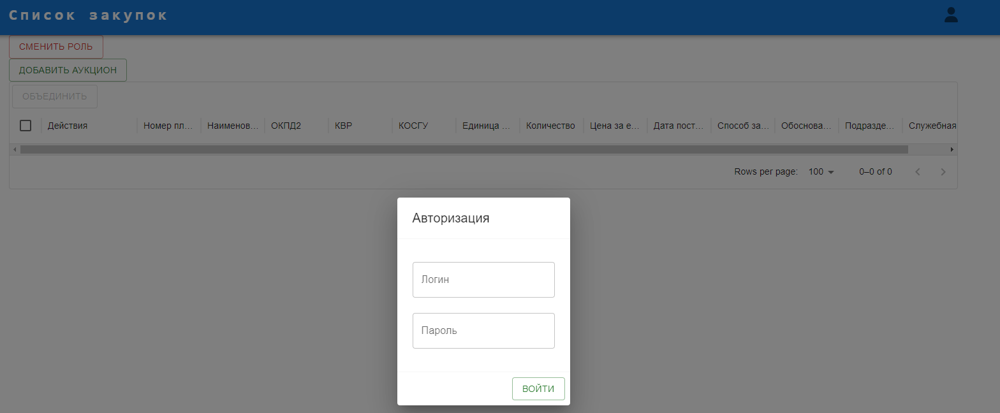 Список закупок
СМЕНИТЬ РОЛЬ
ДОБАВИТЬ АУКЦИОН
ОБЪЕДИНИТЬ
Действия Номер пл... Наименов... ОКПД2 КВР КОСГУ Единица ... Количество Цена за е... Дата пост... Способ за... Обоснова... Подразде... Служебная
Rows per page: 100 0–0 of 0
Авторизация
Логин
Пароль
ВОЙТИ